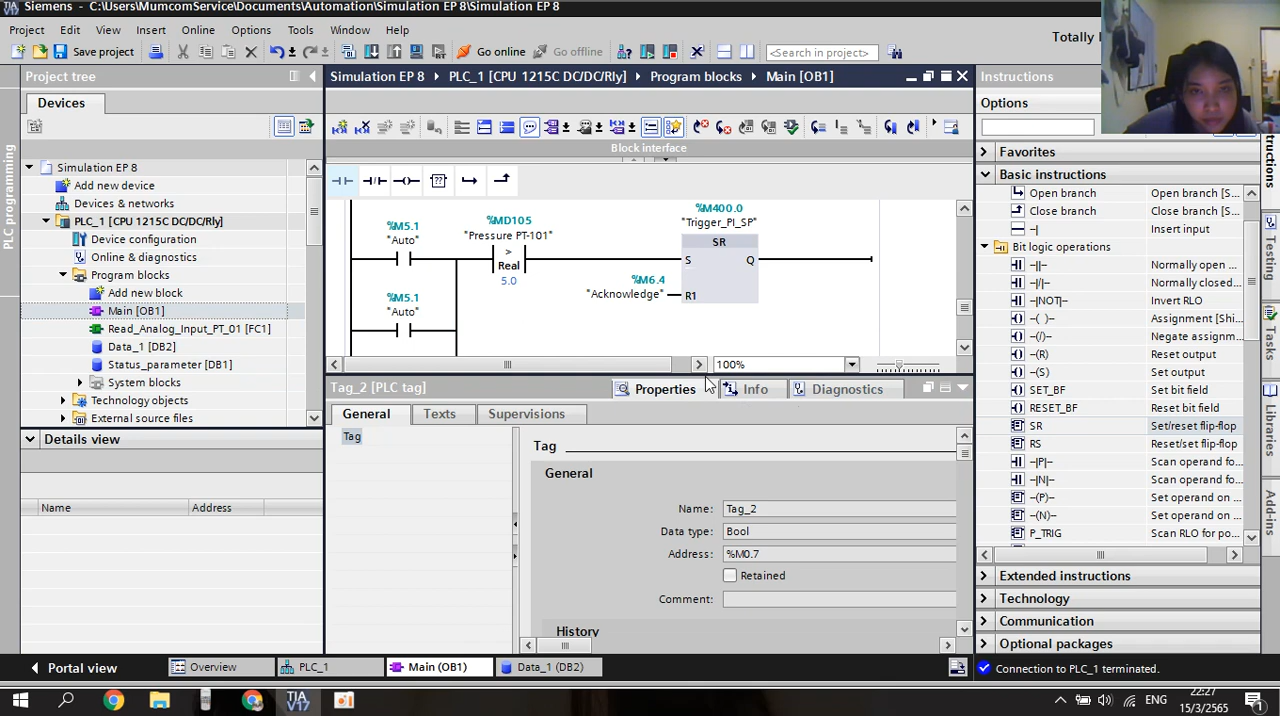 Siemens - C:\Users\MumcomService\Documents\Automation\Simulation EP 8\Simulation EP 8
Project Edit View Insert Online Options Tools Window Help
Save project Go online Go offline <Search in project>
Totally
Project tree
Devices
Simulation EP 8
Add new device
Devices & networks
PLC_1 [CPU 1215C DC/DC/Rly]
Device configuration
Online & diagnostics
Program blocks
Add new block
Main [OB1]
Read_Analog_Input_PT_01 [FC1]
Data_1 [DB2]
Status_parameter [DB1]
System blocks
Technology objects
External source files
Details view
Name Address
PLC programming
Simulation EP 8 PLC_1 [CPU 1215C DC/DC/Rly] Program blocks Main [OB1]
Block interface
??
%M400.0
"Trigger_PI_SP"
%M5.1 %MD105
"Auto" "Pressure PT-101" SR
> S Q
Real
5.0
%M6.4
"Acknowledge" R1
%M5.1
"Auto"
100%
Tag_2 [PLC tag]
Properties Info Diagnostics
General Texts Supervisions
Tag
Tag
General
Name: Tag_2
Data type: Bool
Address: %M0.7
Retained
Comment:
History
Instructions
Options
Favorites
Basic instructions
Open branch Open branch [S...
Close branch Close branch [S...
-| Insert input
Bit logic operations
-||- Normally open ...
-|/|- Normally closed...
-|NOT|- Invert RLO
-( )- Assignment [Shi...
-(/)- Negate assignm...
-(R) Reset output
-(S) Set output
SET_BF Set bit field
RESET_BF Reset bit field
SR Set/reset flip-flop
RS Reset/set flip-flop
-|P|- Scan operand fo...
-|N|- Scan operand fo...
-(P)- Set operand on ...
-(N)- Set operand on ...
P_TRIG Scan RLO for po...
Extended instructions
Technology
Communication
Optional packages
Testing
Tasks
Libraries
Add-ins
Portal view
Overview
PLC_1
Main (OB1)
Data_1 (DB2)
Connection to PLC_1 terminated.
ENG
22:27
15/3/2565